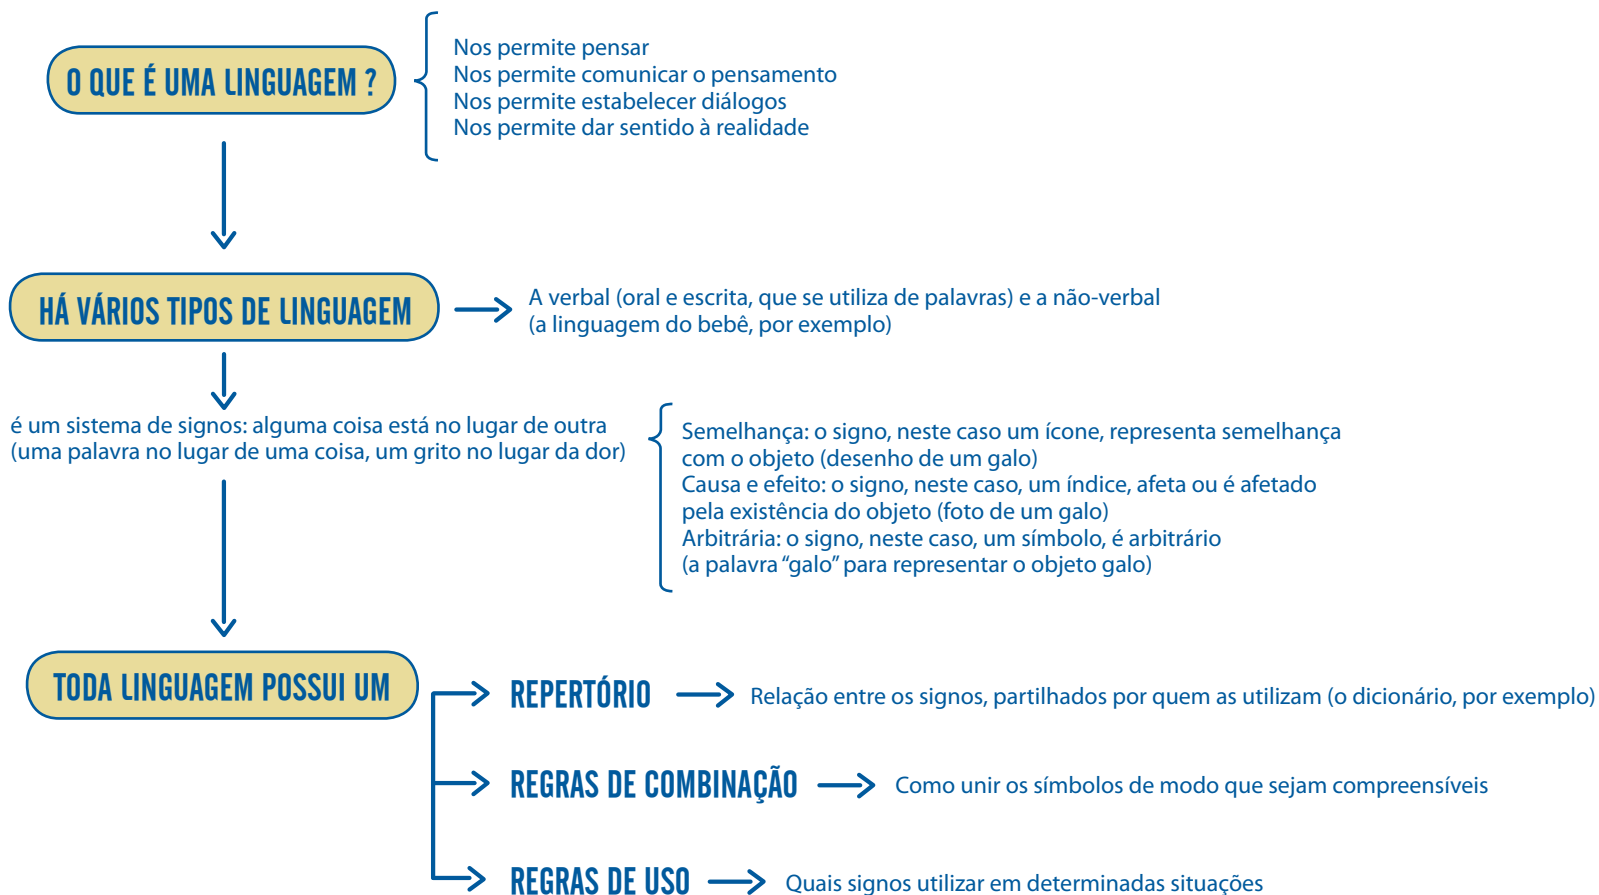 O QUE É UMA LINGUAGEM ?
Nos permite pensar
Nos permite comunicar o pensamento
Nos permite estabelecer diálogos
Nos permite dar sentido à realidade
HÁ VÁRIOS TIPOS DE LINGUAGEM
A verbal (oral e escrita, que se utiliza de palavras) e a não-verbal
(a linguagem do bebê, por exemplo)
é um sistema de signos: alguma coisa está no lugar de outra
(uma palavra no lugar de uma coisa, um grito no lugar da dor)
Semelhança: o signo, neste caso um ícone, representa semelhança
com o objeto (desenho de um galo)
Causa e efeito: o signo, neste caso, um índice, afeta ou é afetado
pela existência do objeto (foto de um galo)
Arbitrária: o signo, neste caso, um símbolo, é arbitrário
(a palavra “galo” para representar o objeto galo)
TODA LINGUAGEM POSSUI UM
REPERTÓRIO
Relação entre os signos, partilhados por quem as utilizam (o dicionário, por exemplo)
REGRAS DE COMBINAÇÃO
Como unir os símbolos de modo que sejam compreensíveis
REGRAS DE USO
Quais signos utilizar em determinadas situações